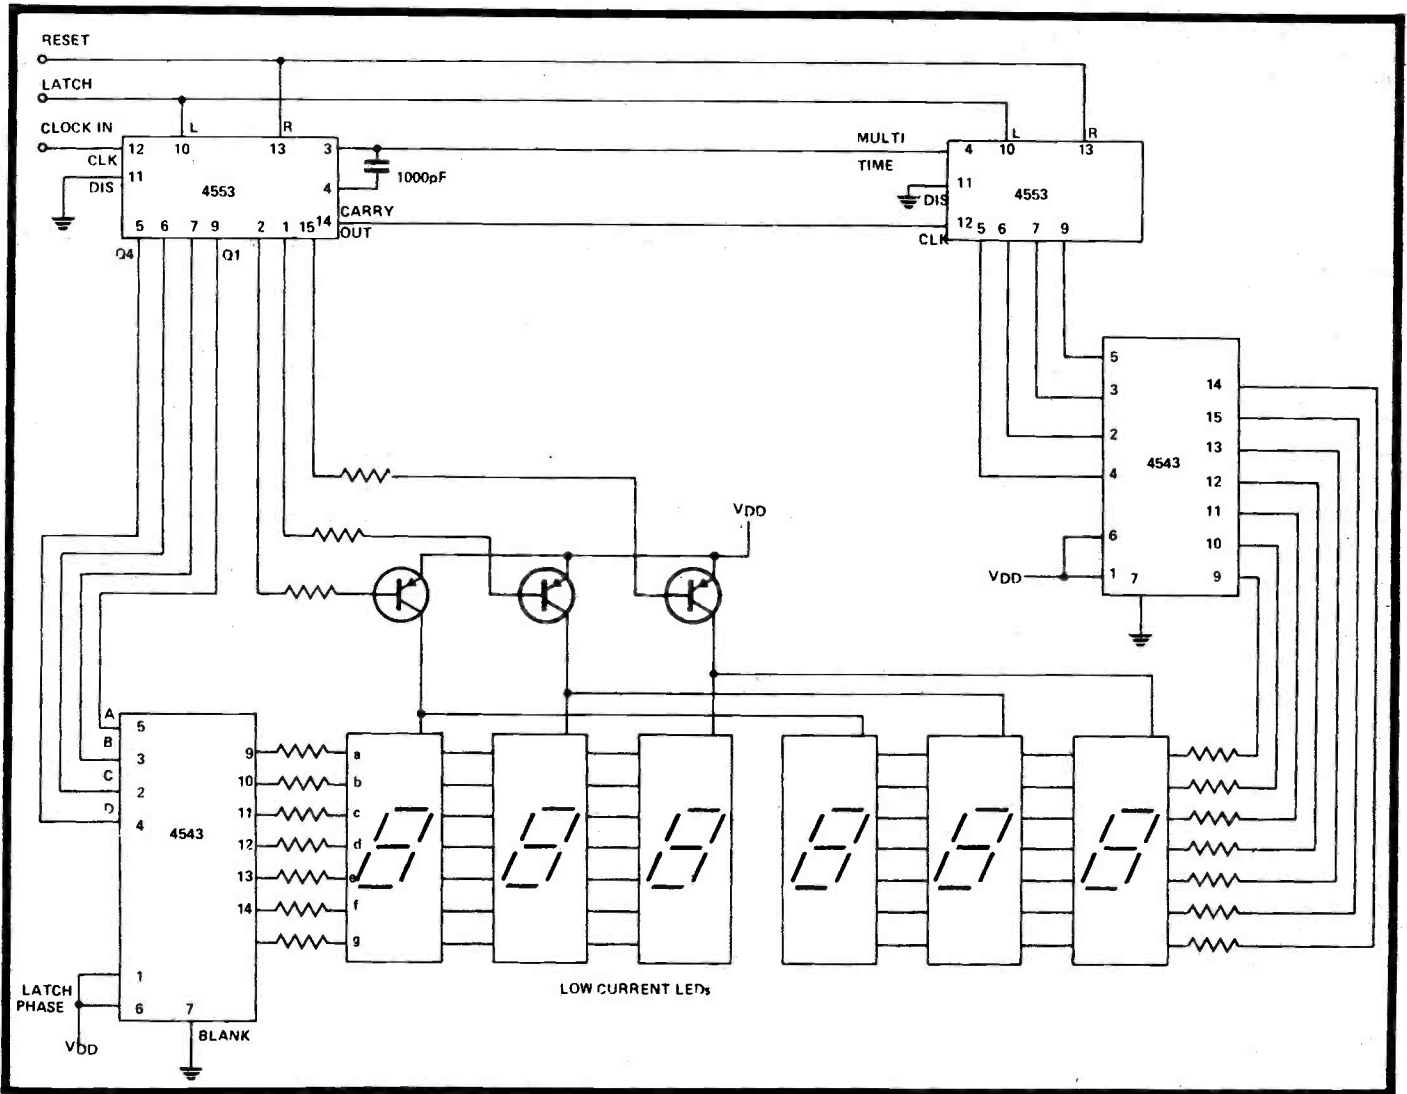 RESET
LATCH
CLOCK IN
L
R
12
10
13
3
CLK
11
DIS
4553
4
1000pF
CARRY
14
OUT
5
6
7
9
2
1
15
Q4
Q1
MULTI
TIME
L
R
4
10
13
11
DIS
4553
12
CLK
5
6
7
9
5
3
2
4
6
1
7
4543
14
15
13
12
11
10
9
VDD
VDD
A
B
C
D
5
3
2
4
4543
9
10
11
12
13
14
a
b
c
d
e
f
g
1
6
7
LATCH
PHASE
VDD
BLANK
LOW CURRENT LEDs